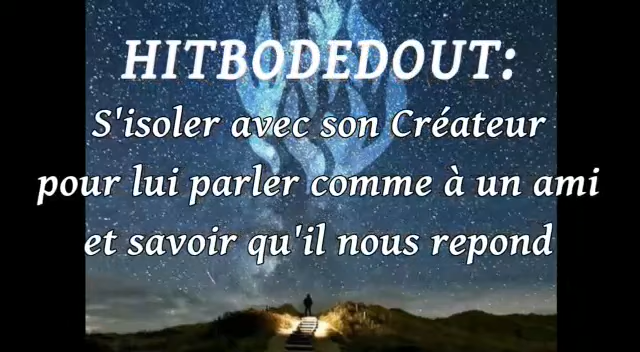 HITBODEDOUT:
S'isoler avec son Créateur
pour lui parler comme à un ami
et savoir qu'il nous repond